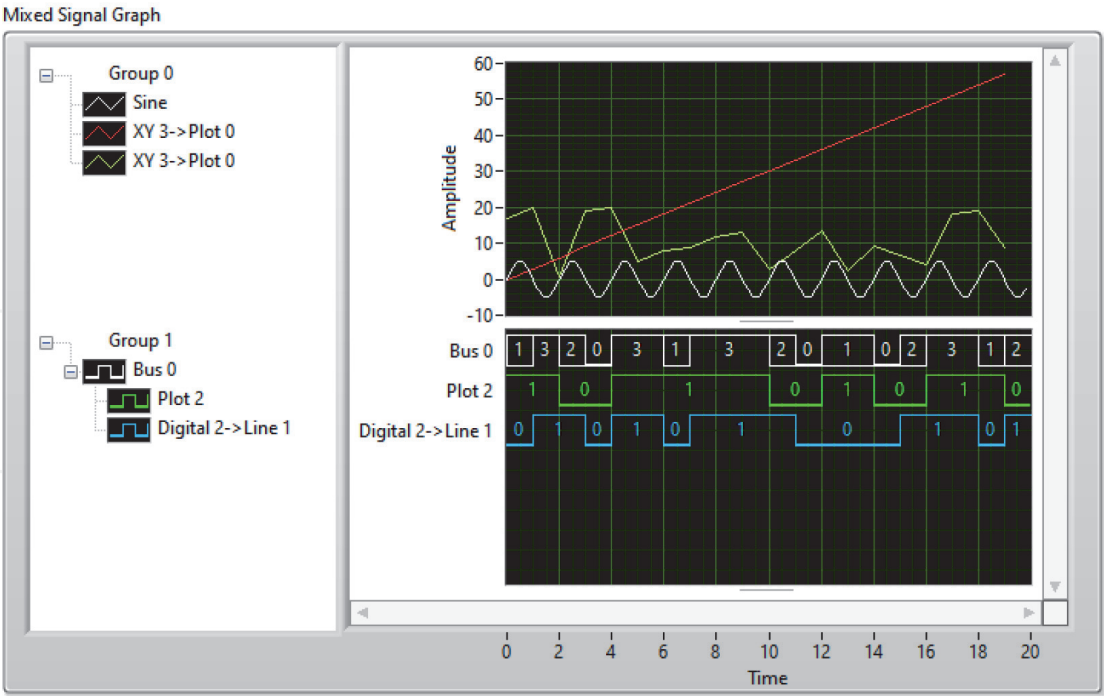 Mixed Signal Graph
Group 0
Sine
XY 3->Plot 0
XY 3->Plot 0
Group 1
Bus 0
Plot 2
Digital 2->Line 1
Amplitude
60
50
40
30
20
10
0
-10
Bus 0 1 3 2 0 3 1 3 2 0 1 0 2 3 1 2
Plot 2 1 0 1 0 1 0 1 0
Digital 2->Line 1 0 1 0 1 0 1 0 1 0 1
0 2 4 6 8 10 12 14 16 18 20
Time